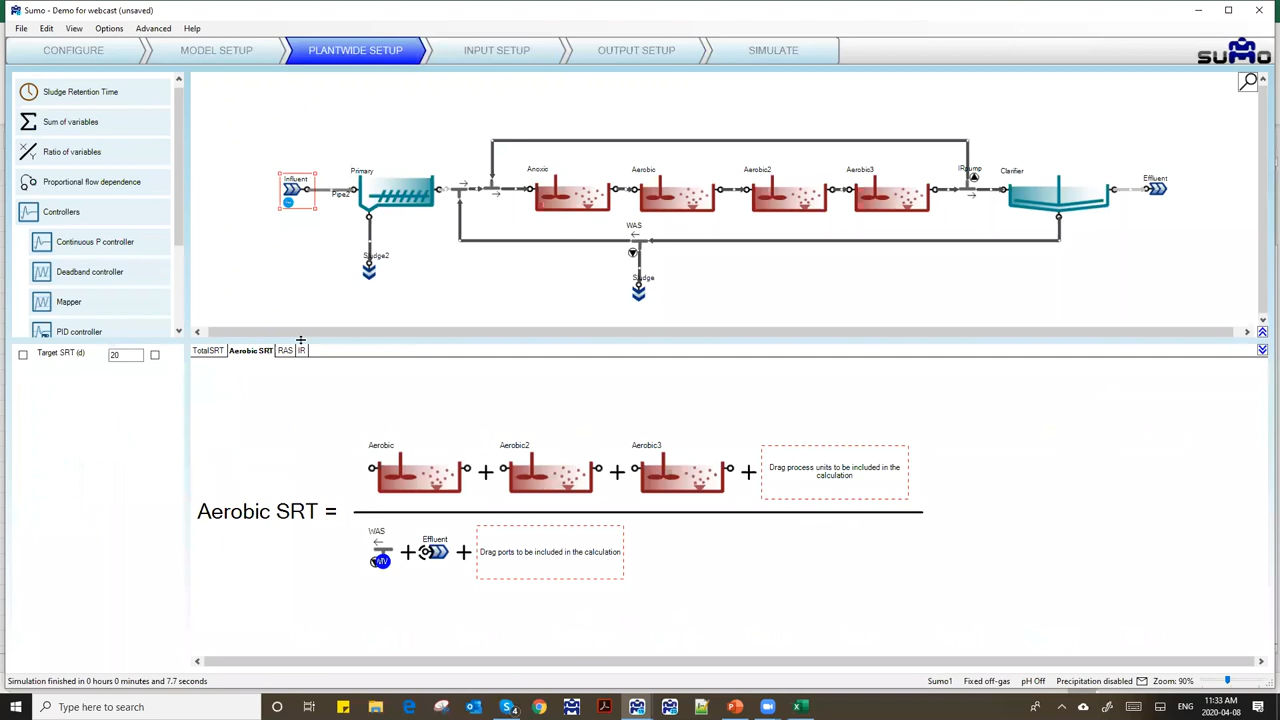 Sumo - Demo for webcast (unsaved)
File Edit View Options Advanced Help
CONFIGURE MODEL SETUP PLANTWIDE SETUP INPUT SETUP OUTPUT SETUP SIMULATE
sumo
Sludge Retention Time
Sum of variables
Ratio of variables
Proportional flow dependence
Controllers
Continuous P controller
Deadband controller
Mapper
PID controller
Influent
Pipe2
Primary
Sludge2
Anoxic
Aerobic
Aerobic2
Aerobic3
IRpump
Clarifier
Effluent
WAS
Sludge
Target SRT (d) 20
TotalSRT Aerobic SRT RAS IR
Aerobic Aerobic2 Aerobic3
+ + + Drag process units to be included in the
calculation
Aerobic SRT =
WAS Effluent
MV + + Drag ports to be included in the calculation
Simulation finished in 0 hours 0 minutes and 7.7 seconds Sumo1 Fixed off-gas pH Off Precipitation disabled Zoom: 90%
Type here to search
4
11:33 AM
2020-04-08